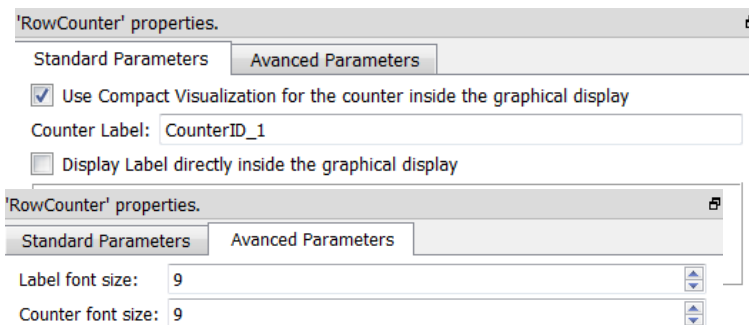 'RowCounter' properties.
Standard Parameters Avanced Parameters
Use Compact Visualization for the counter inside the graphical display
Counter Label: CounterID_1
Display Label directly inside the graphical display
'RowCounter' properties.
Standard Parameters Avanced Parameters
Label font size: 9
Counter font size: 9